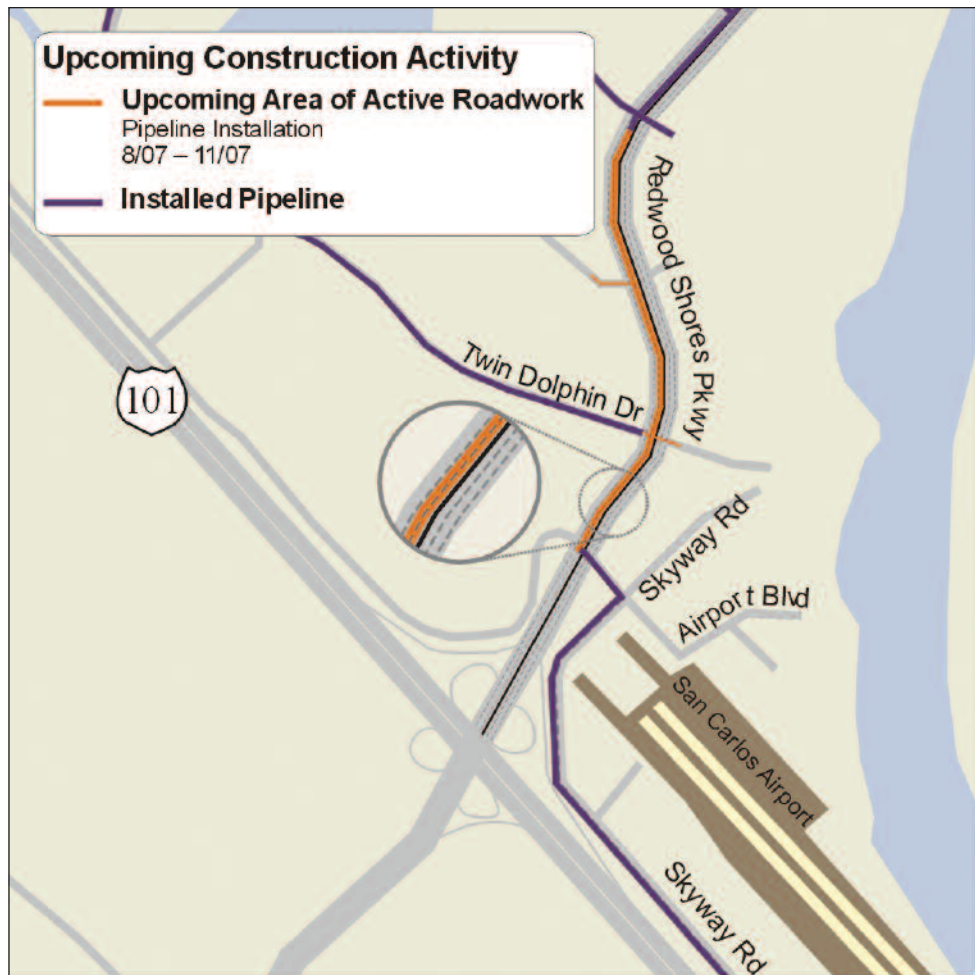 Upcoming Construction Activity
Upcoming Area of Active Roadwork
Pipeline Installation
8/07 – 11/07
Installed Pipeline
Redwood Shores Pkwy
101
Twin Dolphin Dr
Skyway Rd
Airport Blvd
San Carlos Airport
Skyway Rd